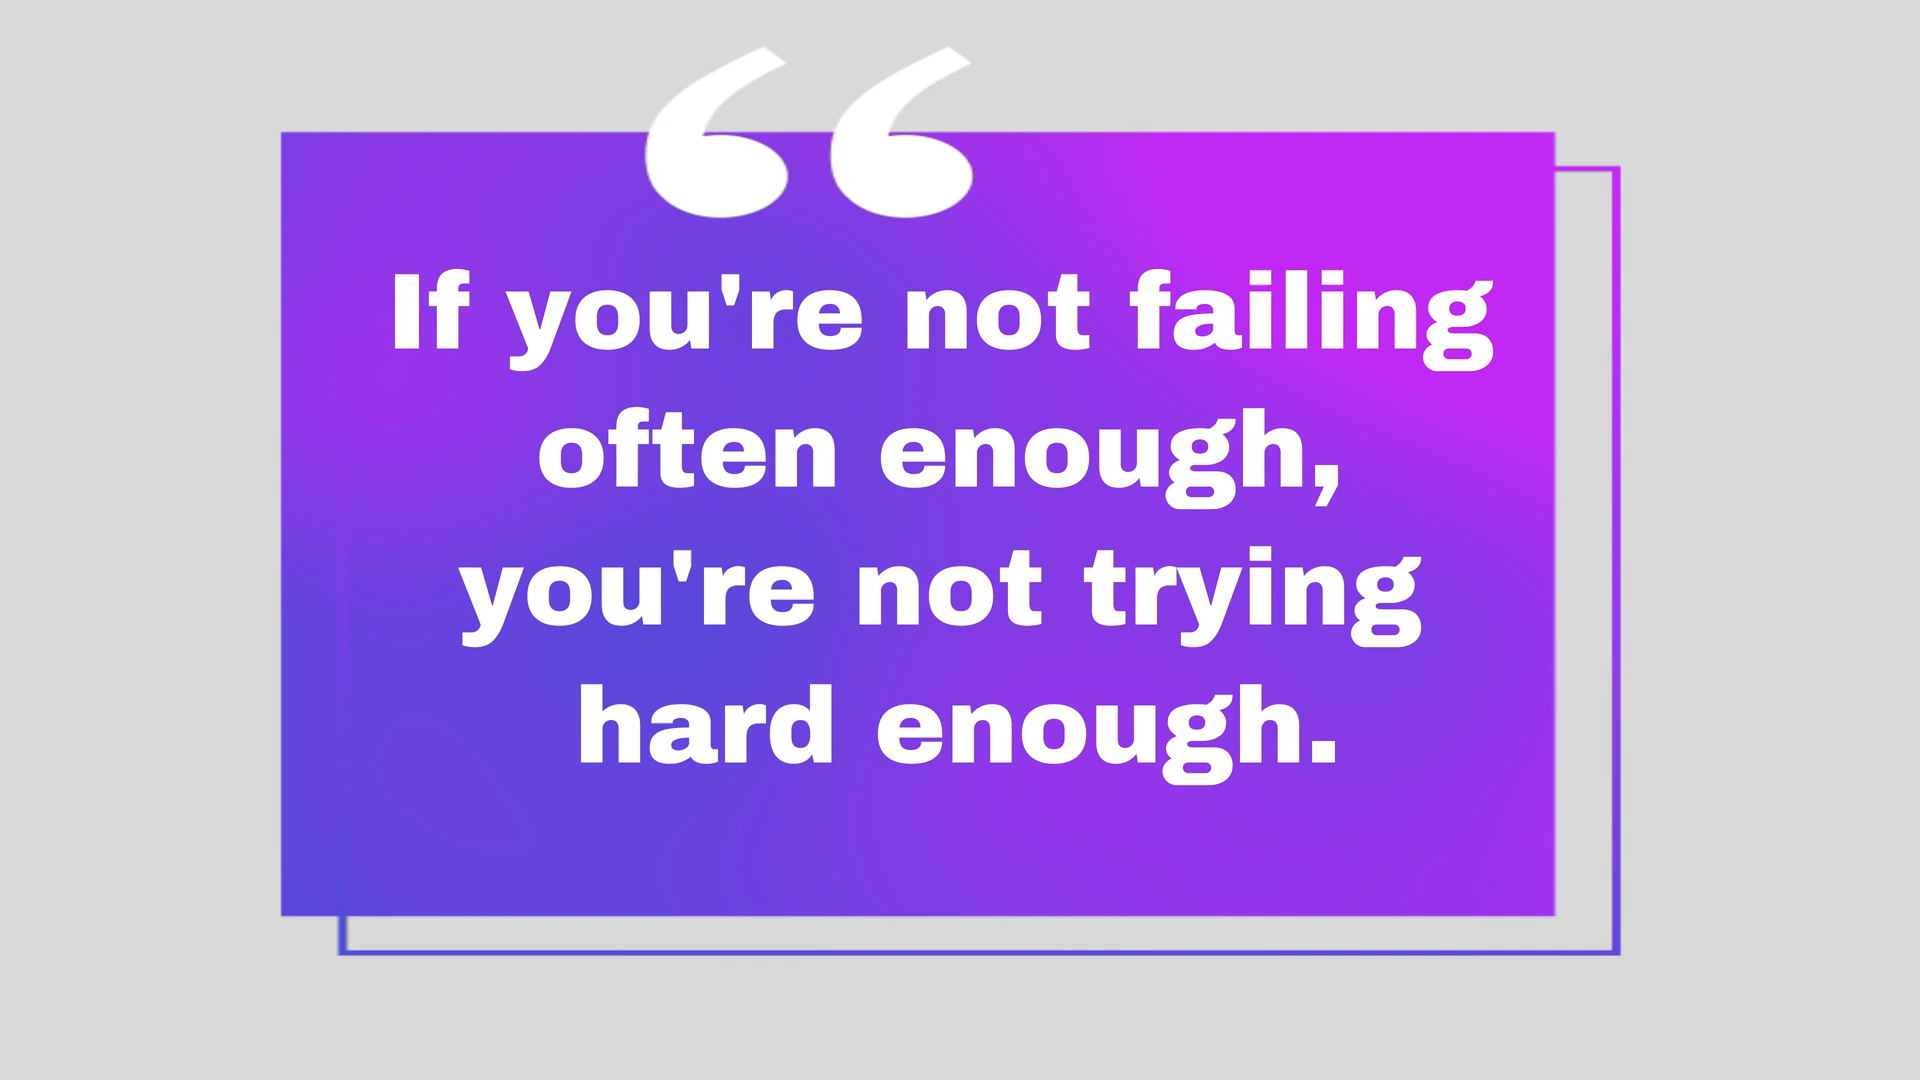 “
If you're not failing
often enough,
you're not trying
hard enough.